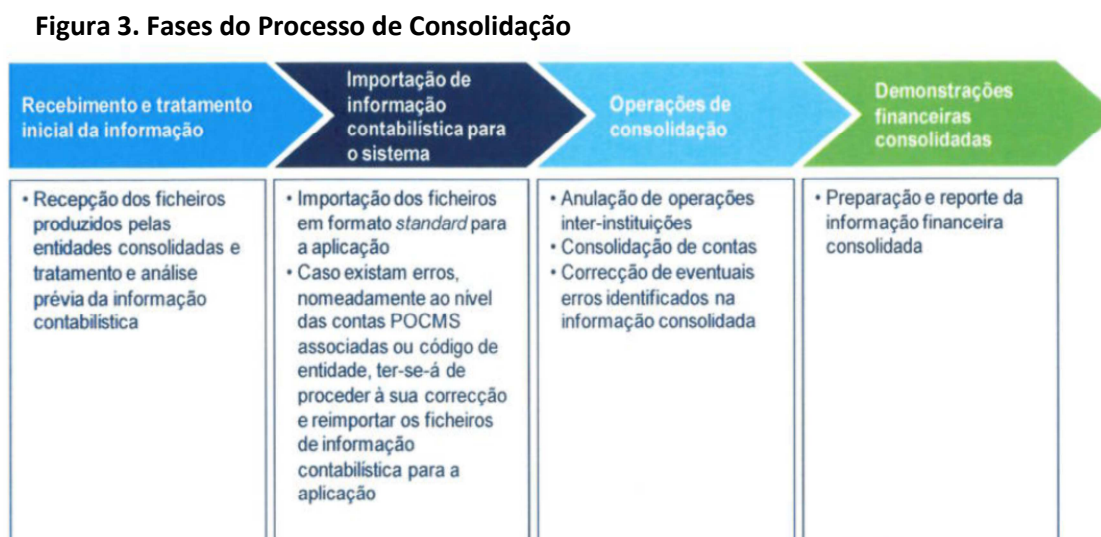 Figura 3. Fases do Processo de Consolidação
Recebimento e tratamento
inicial da informação
Importação de
informação
contabilística para
o sistema
Operações de
consolidação
Demonstrações
financeiras
consolidadas
• Recepção dos ficheiros
produzidos pelas
entidades consolidadas e
tratamento e análise
prévia da informação
contabilística
• Importação dos ficheiros
em formato standard para
a aplicação
• Caso existam erros,
nomeadamente ao nível
das contas POCMS
associadas ou código de
entidade, ter-se-á de
proceder à sua correcção
e reimportar os ficheiros
de informação
contabilística para a
aplicação
• Anulação de operações
inter-instituições
• Consolidação de contas
• Correcção de eventuais
erros identificados na
informação consolidada
• Preparação e reporte da
informação financeira
consolidada